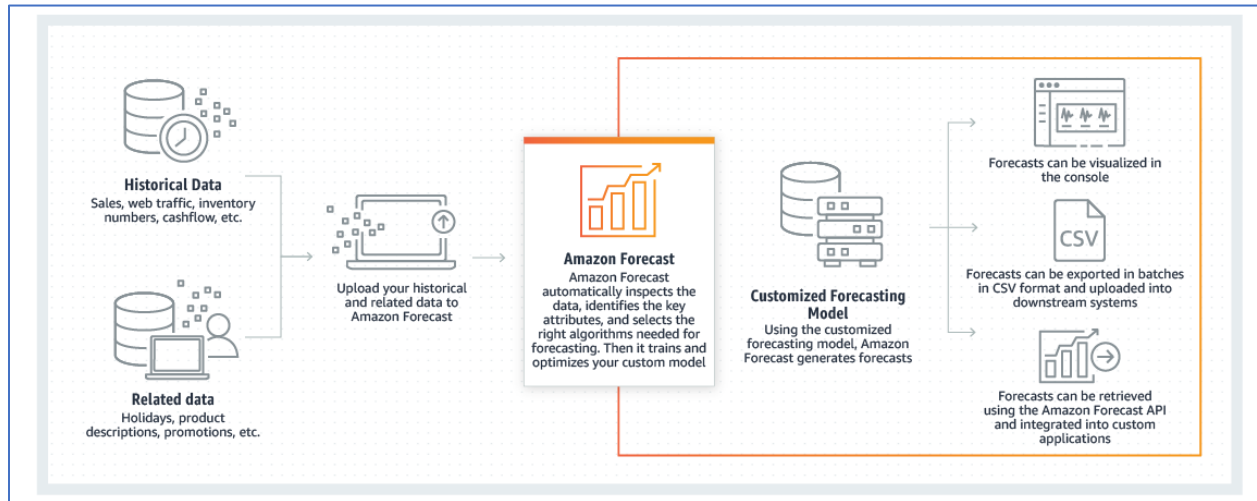 Historical Data
Sales, web traffic, inventory
numbers, cashflow, etc.
Related data
Holidays, product
descriptions, promotions, etc.
Upload your historical
and related data to
Amazon Forecast
Amazon Forecast
Amazon Forecast
automatically inspects the
data, identifies the key
attributes, and selects the
right algorithms needed for
forecasting. Then it trains and
optimizes your custom model
Customized Forecasting
Model
Using the customized
forecasting model, Amazon
Forecast generates forecasts
Forecasts can be visualized in
the console
CSV
Forecasts can be exported in batches
in CSV format and uploaded into
downstream systems
Forecasts can be retrieved
using the Amazon Forecast API
and integrated into custom
applications